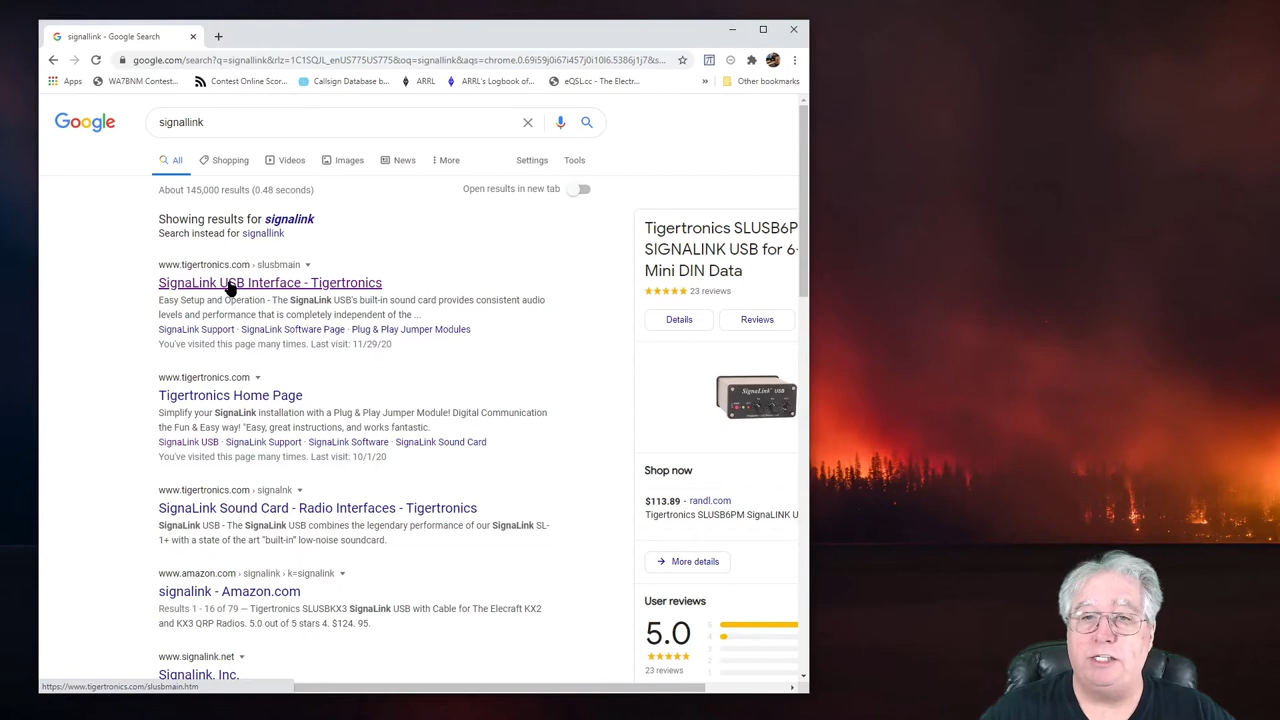 signallink - Google Search
google.com/search?q=signallink&rlz=1C1SQJL_enUS775US775&oq=signallink&aqs=chrome.0.69i59j0i67i457j0i10l6.5386j1j7&s...
Apps WA7BNM Contest... Contest Online Scor... Callsign Database b... ARRL ARRL's Logbook of... eQSL.cc - The Electr... » Other bookmarks
Google
signallink
All Shopping Videos Images News More Settings Tools
About 145,000 results (0.48 seconds)
Open results in new tab
Showing results for signalink
Search instead for signallink
www.tigertronics.com › slusbmain
SignaLink USB Interface - Tigertronics
Easy Setup and Operation - The SignaLink USB's built-in sound card provides consistent audio
levels and performance that is completely independent of the ...
SignaLink Support · SignaLink Software Page · Plug & Play Jumper Modules
You've visited this page many times. Last visit: 11/29/20
www.tigertronics.com
Tigertronics Home Page
Simplify your SignaLink installation with a Plug & Play Jumper Module! Digital Communication
the Fun & Easy way! "Easy, great instructions, and works fantastic.
SignaLink USB · SignaLink Support · SignaLink Software · SignaLink Sound Card
You've visited this page many times. Last visit: 10/1/20
www.tigertronics.com › signalnk
SignaLink Sound Card - Radio Interfaces - Tigertronics
SignaLink USB - The SignaLink USB combines the legendary performance of our SignaLink SL-
1+ with a state of the art "built-in" low-noise soundcard.
www.amazon.com › signalink › k=signalink
signalink - Amazon.com
Results 1 - 16 of 79 — Tigertronics SLUSBKX3 SignaLink USB with Cable for The Elecraft KX2
and KX3 QRP Radios. 5.0 out of 5 stars 4. $124. 95.
www.signalink.net
Signalink, Inc.
https://www.tigertronics.com/slusbmain.htm
Tigertronics SLUSB6P
SIGNALINK USB for 6-
Mini DIN Data
23 reviews
Details
Reviews
SignaLink USB
Shop now
$113.89 - randl.com
Tigertronics SLUSB6PM SignaLINK U
More details
User reviews
5.0
23 reviews
5
4
3
2
1